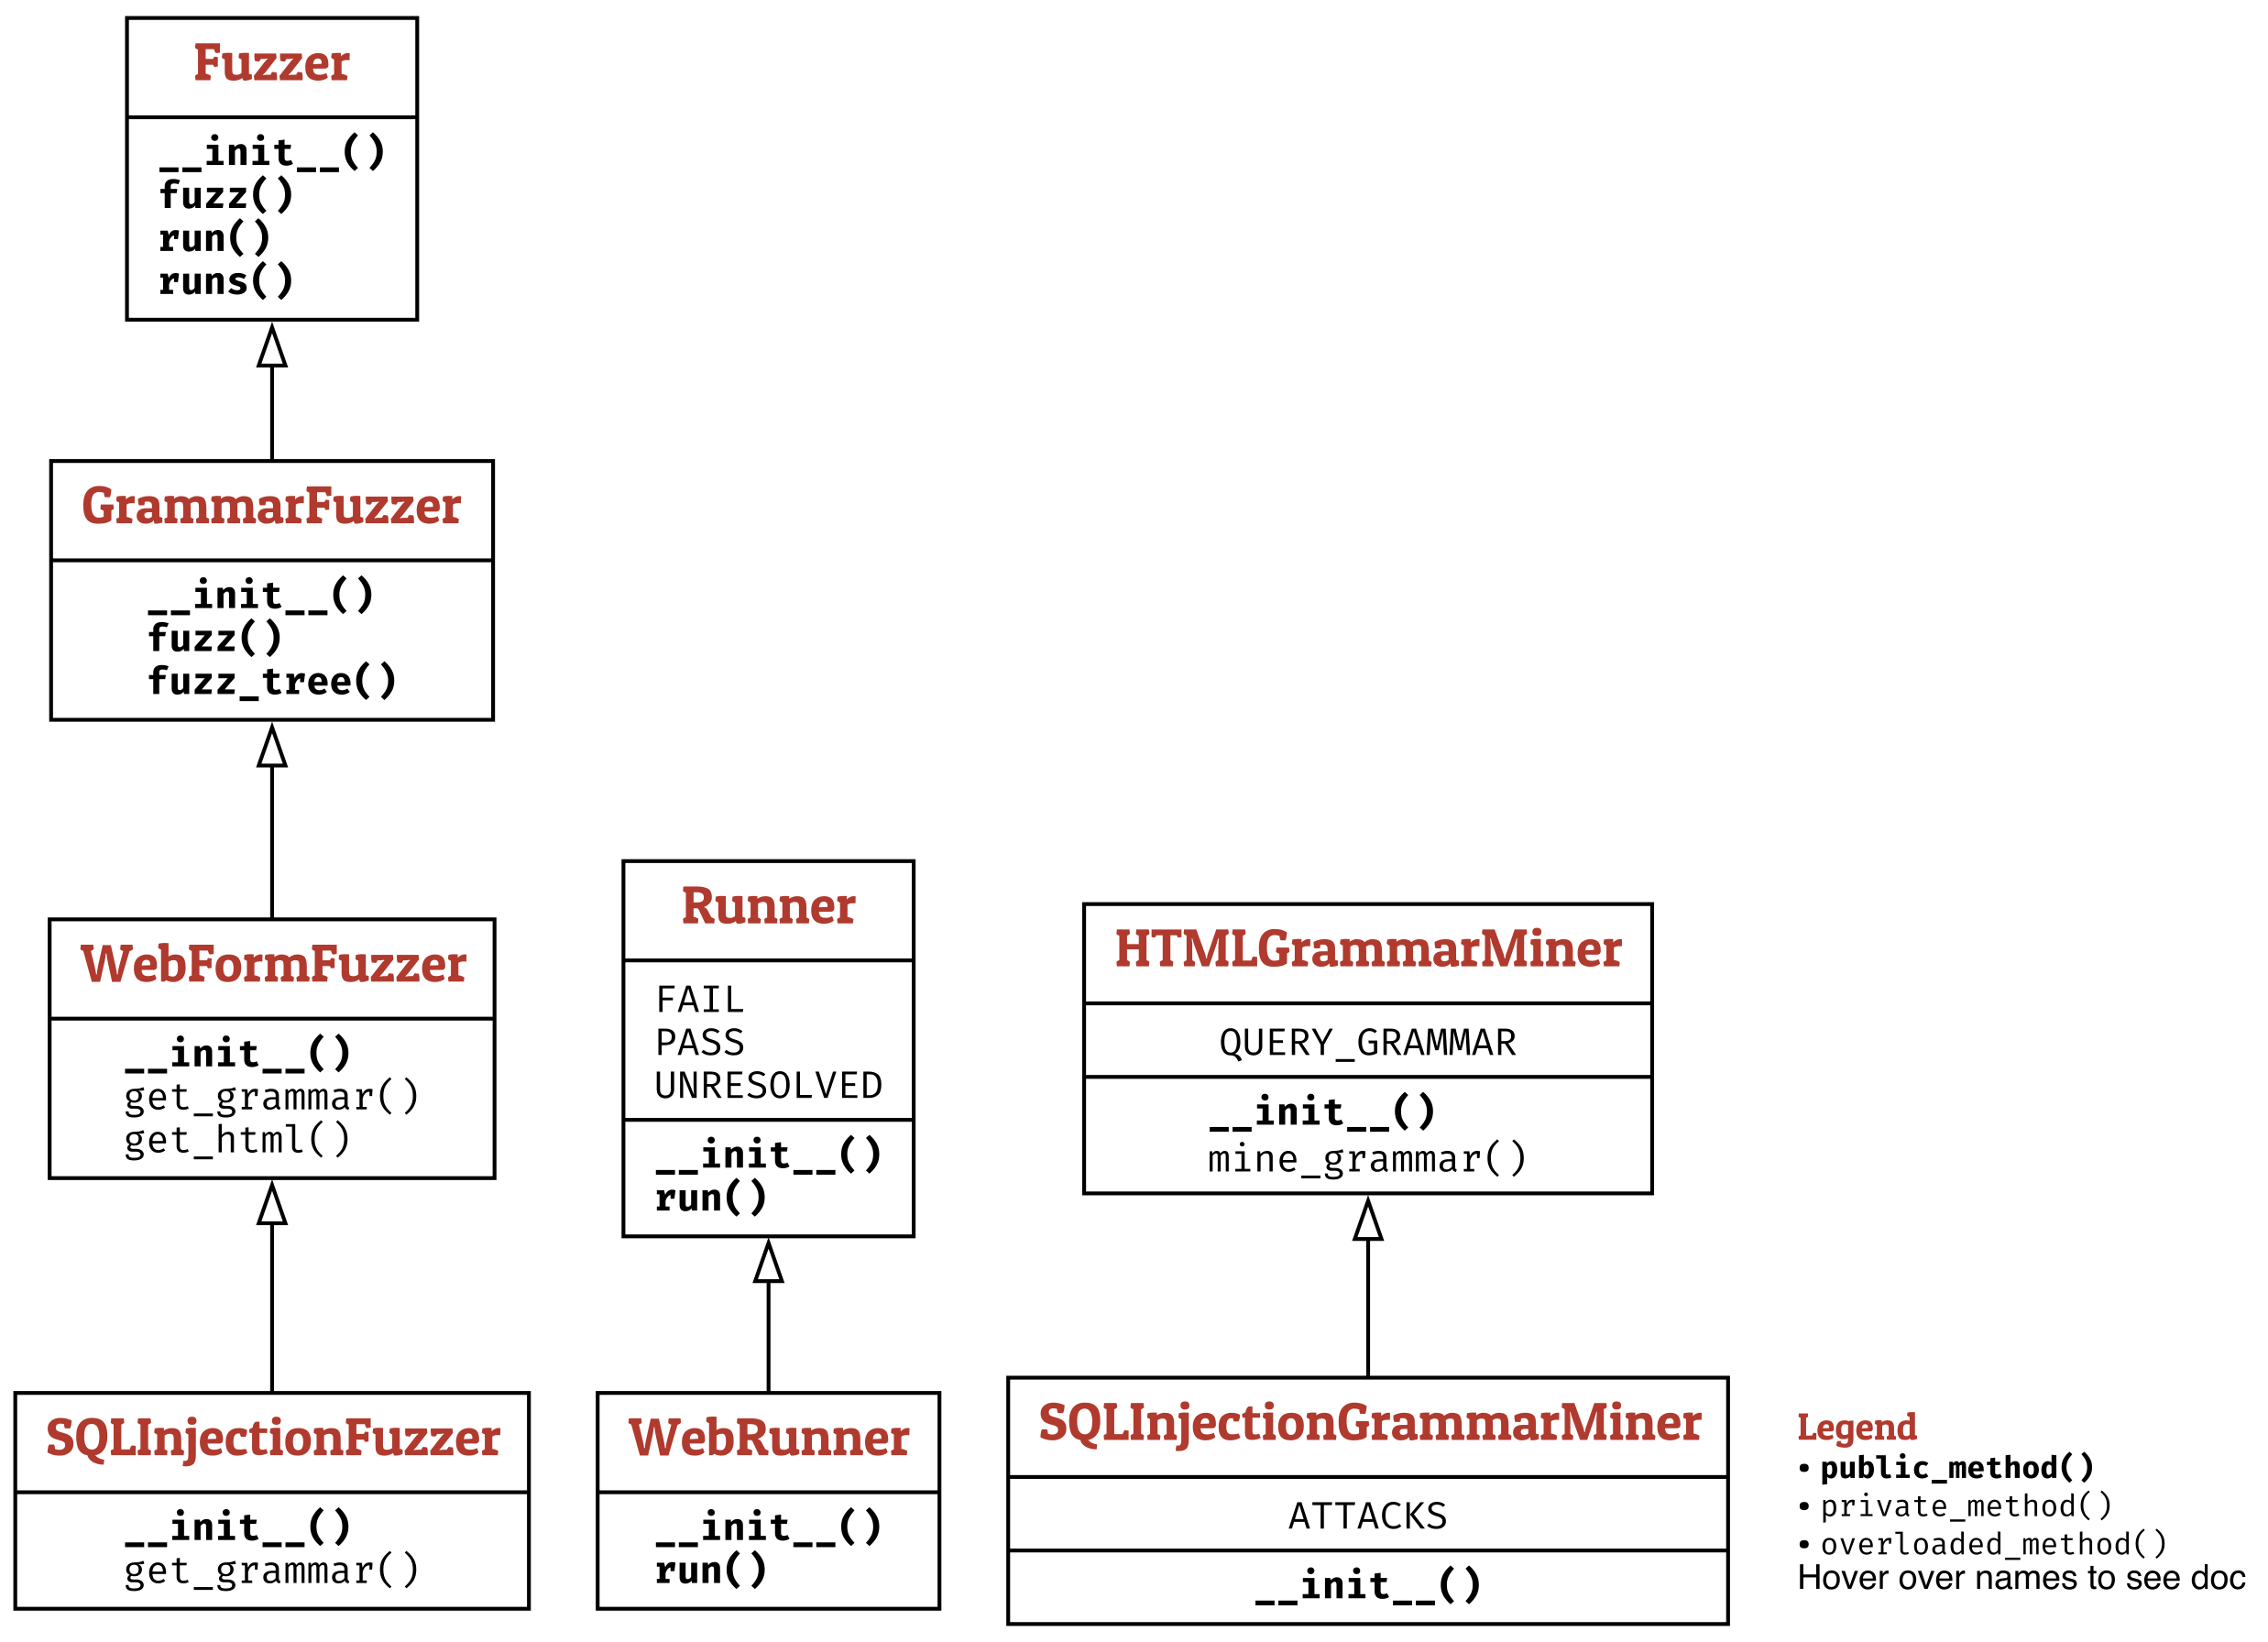 Fuzzer
__init__()
fuzz()
run()
runs()
GrammarFuzzer
__init__()
fuzz()
fuzz_tree()
WebFormFuzzer
__init__()
get_grammar()
get_html()
SQLInjectionFuzzer
__init__()
get_grammar()
Runner
FAIL
PASS
UNRESOLVED
__init__()
run()
WebRunner
__init__()
run()
HTMLGrammarMiner
QUERY_GRAMMAR
__init__()
mine_grammar()
SQLInjectionGrammarMiner
ATTACKS
__init__()
Legend
• public_method()
• private_method()
• overloaded_method()
Hover over names to see doc